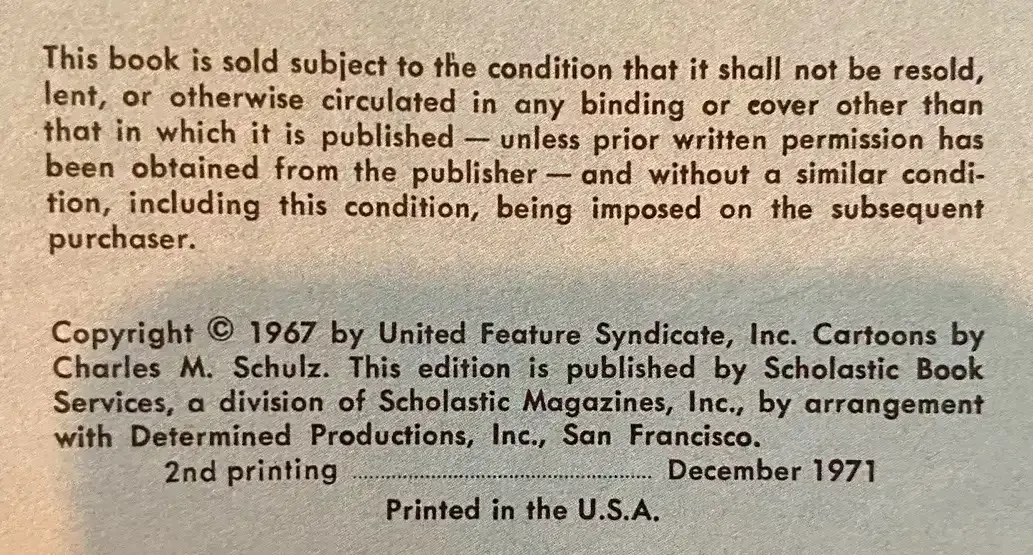 This book is sold subject to the condition that it shall not be resold,
lent, or otherwise circulated in any binding or cover other than
that in which it is published — unless prior written permission has
been obtained from the publisher — and without a similar condi-
tion, including this condition, being imposed on the subsequent
purchaser.
Copyright © 1967 by United Feature Syndicate, Inc. Cartoons by
Charles M. Schulz. This edition is published by Scholastic Book
Services, a division of Scholastic Magazines, Inc., by arrangement
with Determined Productions, Inc., San Francisco.
2nd printing ........................................................ December 1971
Printed in the U.S.A.